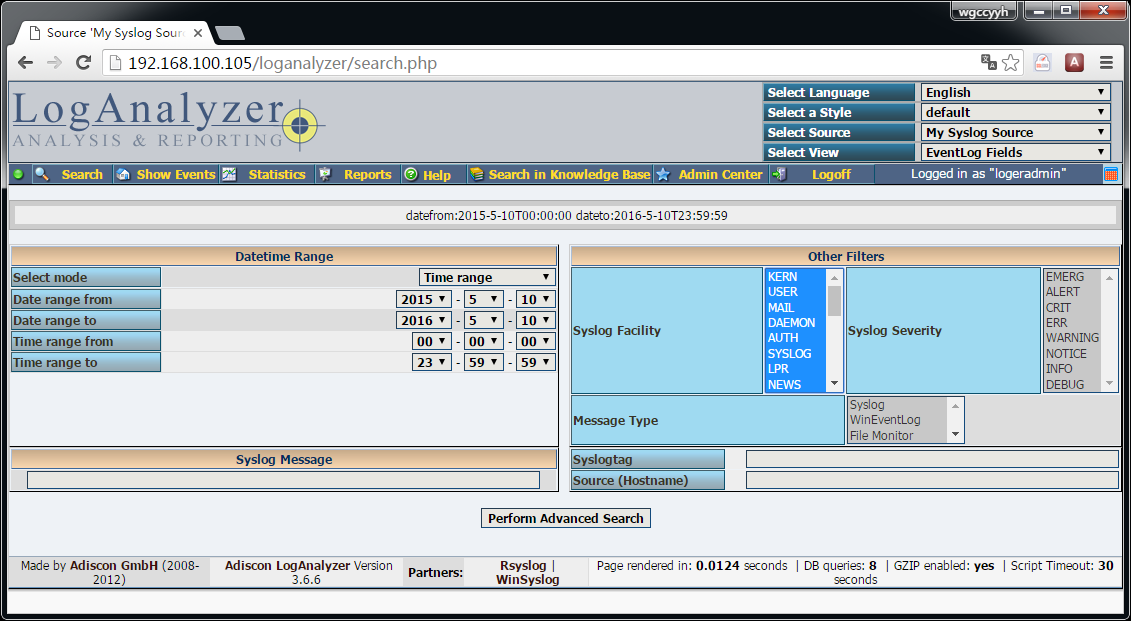 wgccyyh
Source 'My Syslog Sour
192.168.100.105/loganalyzer/search.php
LogAnalyzer
ANALYSIS & REPORTING
Select Language English
Select a Style default
Select Source My Syslog Source
Select View EventLog Fields
Search Show Events Statistics Reports Help Search in Knowledge Base Admin Center Logoff Logged in as "logeradmin"
datefrom:2015-5-10T00:00:00 dateto:2016-5-10T23:59:59
Datetime Range
Select mode Time range
Date range from 2015 - 5 - 10
Date range to 2016 - 5 - 10
Time range from 00 - 00 - 00
Time range to 23 - 59 - 59
Other Filters
Syslog Facility
KERN
USER
MAIL
DAEMON
AUTH
SYSLOG
LPR
NEWS
Syslog Severity
EMERG
ALERT
CRIT
ERR
WARNING
NOTICE
INFO
DEBUG
Message Type
Syslog
WinEventLog
File Monitor
Syslog Message
Syslogtag
Source (Hostname)
Perform Advanced Search
Made by Adiscon GmbH (2008-
2012)
Adiscon LogAnalyzer Version
3.6.6
Partners:
Rsyslog |
WinSyslog
Page rendered in: 0.0124 seconds | DB queries: 8 | GZIP enabled: yes | Script Timeout: 30
seconds